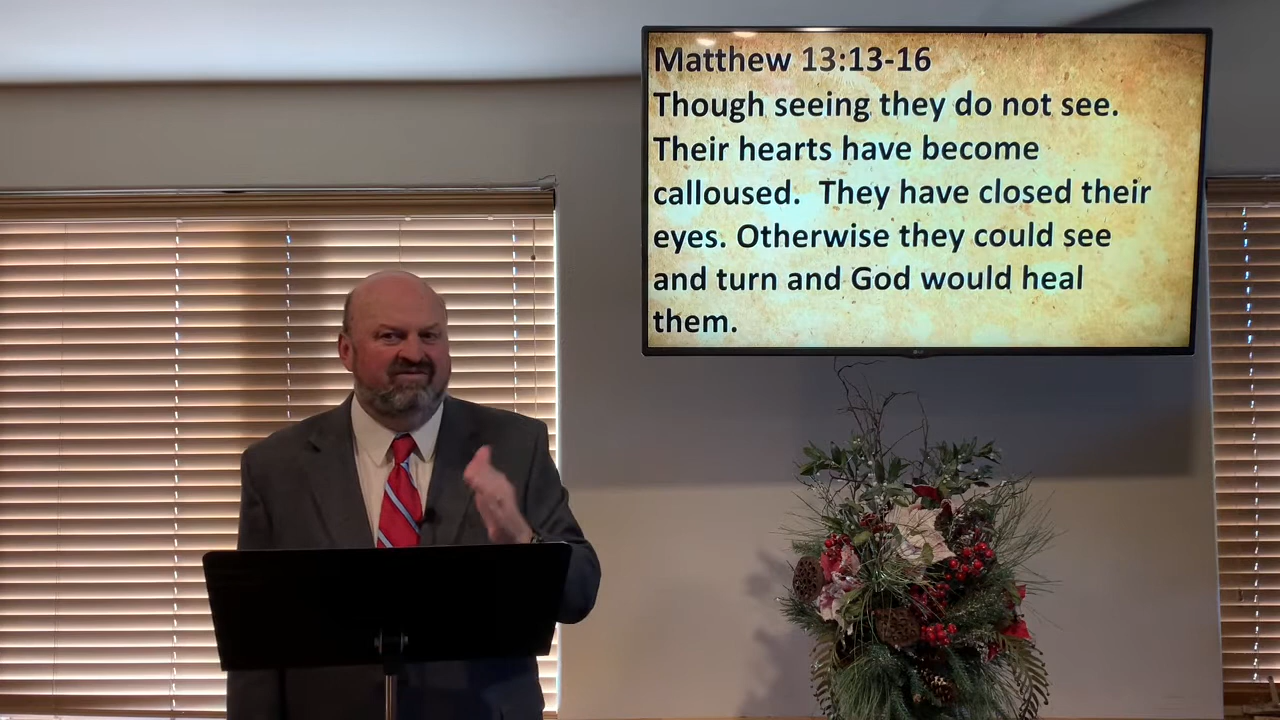 Matthew 13:13-16
Though seeing they do not see.
Their hearts have become
calloused.  They have closed their
eyes. Otherwise they could see
and turn and God would heal
them.